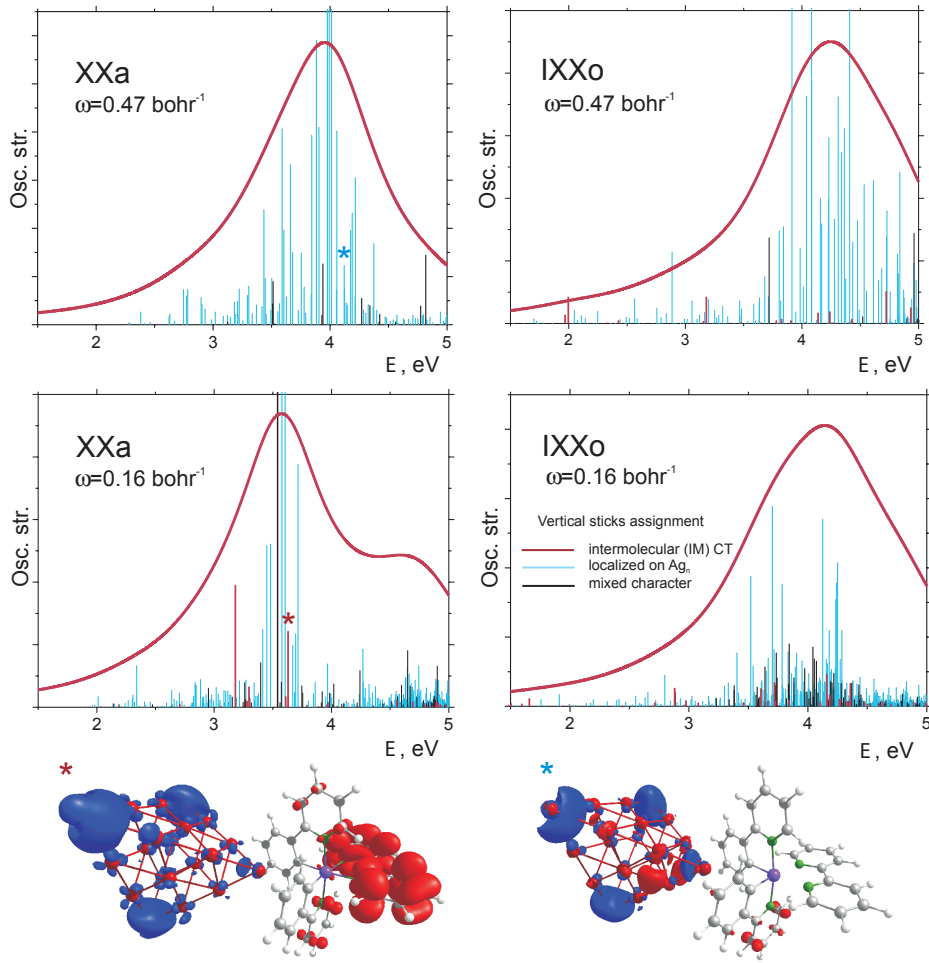 XXa
ω=0.47 bohr⁻¹
Osc. str.
2 3 4 5
E , eV
IXXo
ω=0.47 bohr⁻¹
Osc. str.
2 3 4 5
E , eV
XXa
ω=0.16 bohr⁻¹
Osc. str.
*
2 3 4 5
E , eV
IXXo
ω=0.16 bohr⁻¹
Vertical sticks assignment
intermolecular (IM) CT
localized on Agₙ
mixed character
Osc. str.
2 3 4 5
E , eV
* *